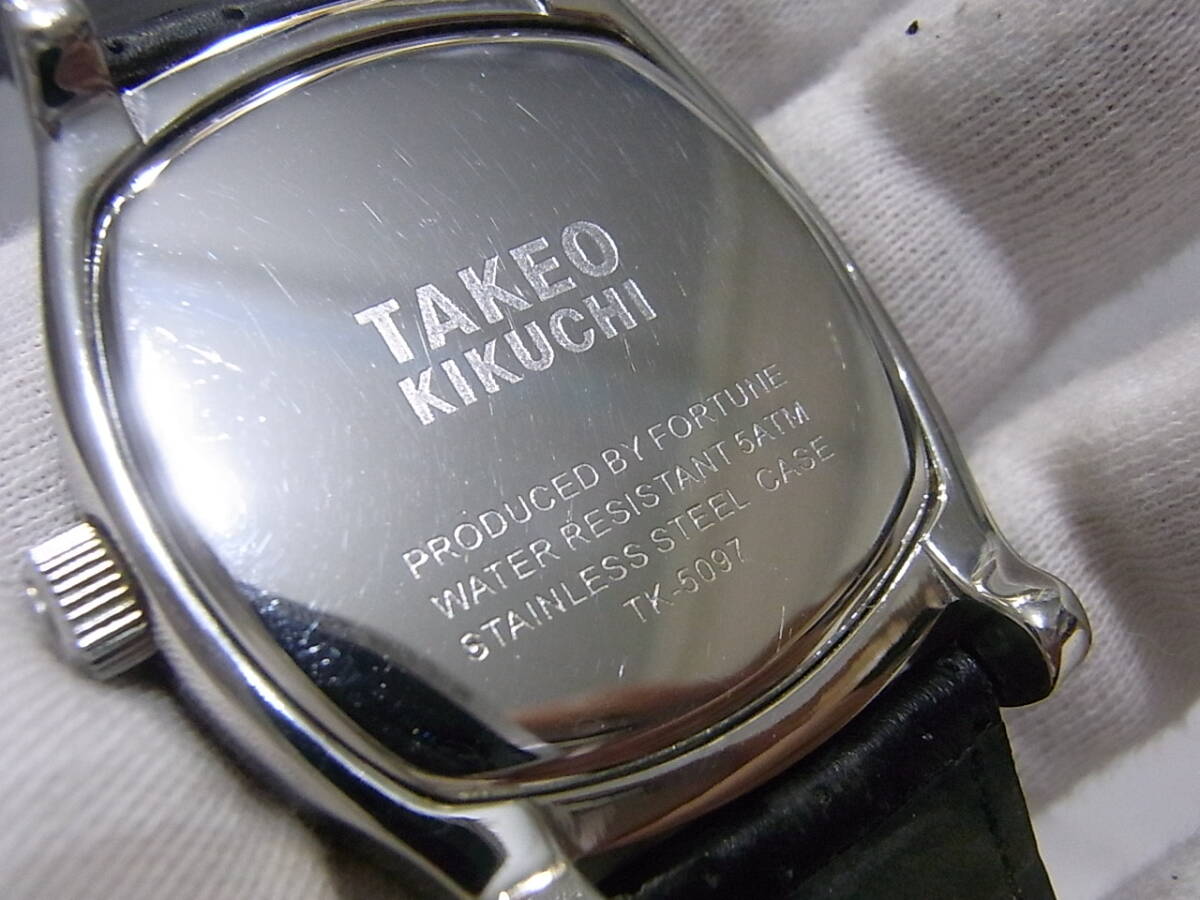 TAKEO
KIKUCHI
PRODUCED BY FORTUNE
WATER RESISTANT 5ATM
STAINLESS STEEL CASE
TK-5097